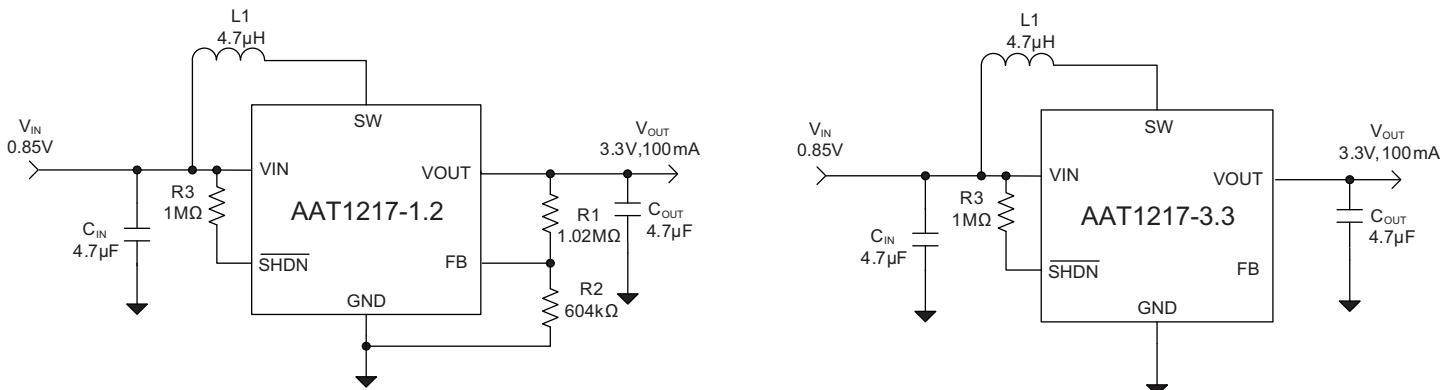 L1
4.7µH
V_IN
0.85V
SW
V_OUT
3.3V,100mA
VIN
VOUT
R3
1MΩ
AAT1217-1.2
R1
1.02MΩ
C_OUT
4.7µF
C_IN
4.7µF
SHDN
FB
R2
604kΩ
GND
L1
4.7µH
V_IN
0.85V
SW
V_OUT
3.3V,100mA
VIN
VOUT
R3
1MΩ
AAT1217-3.3
C_OUT
4.7µF
C_IN
4.7µF
SHDN
FB
GND